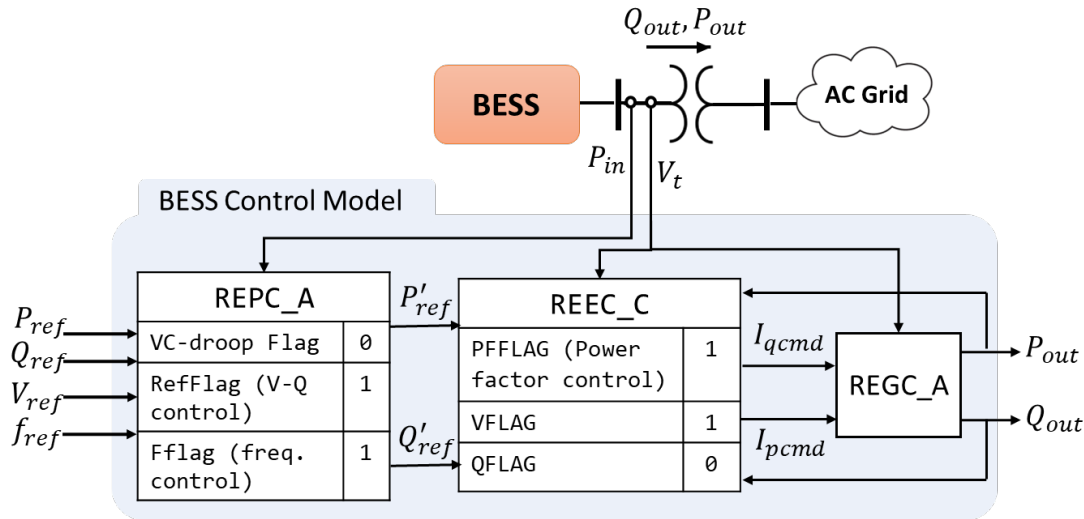 Q_out, P_out
BESS
AC Grid
P_in
V_t
BESS Control Model
REPC_A
VC-droop Flag 0
RefFlag (V-Q
control) 1
Fflag (freq.
control) 1
P_ref
Q_ref
V_ref
f_ref
P'_ref
Q'_ref
REEC_C
PFFLAG (Power
factor control) 1
VFLAG 1
QFLAG 0
I_qcmd
I_pcmd
REGC_A
P_out
Q_out